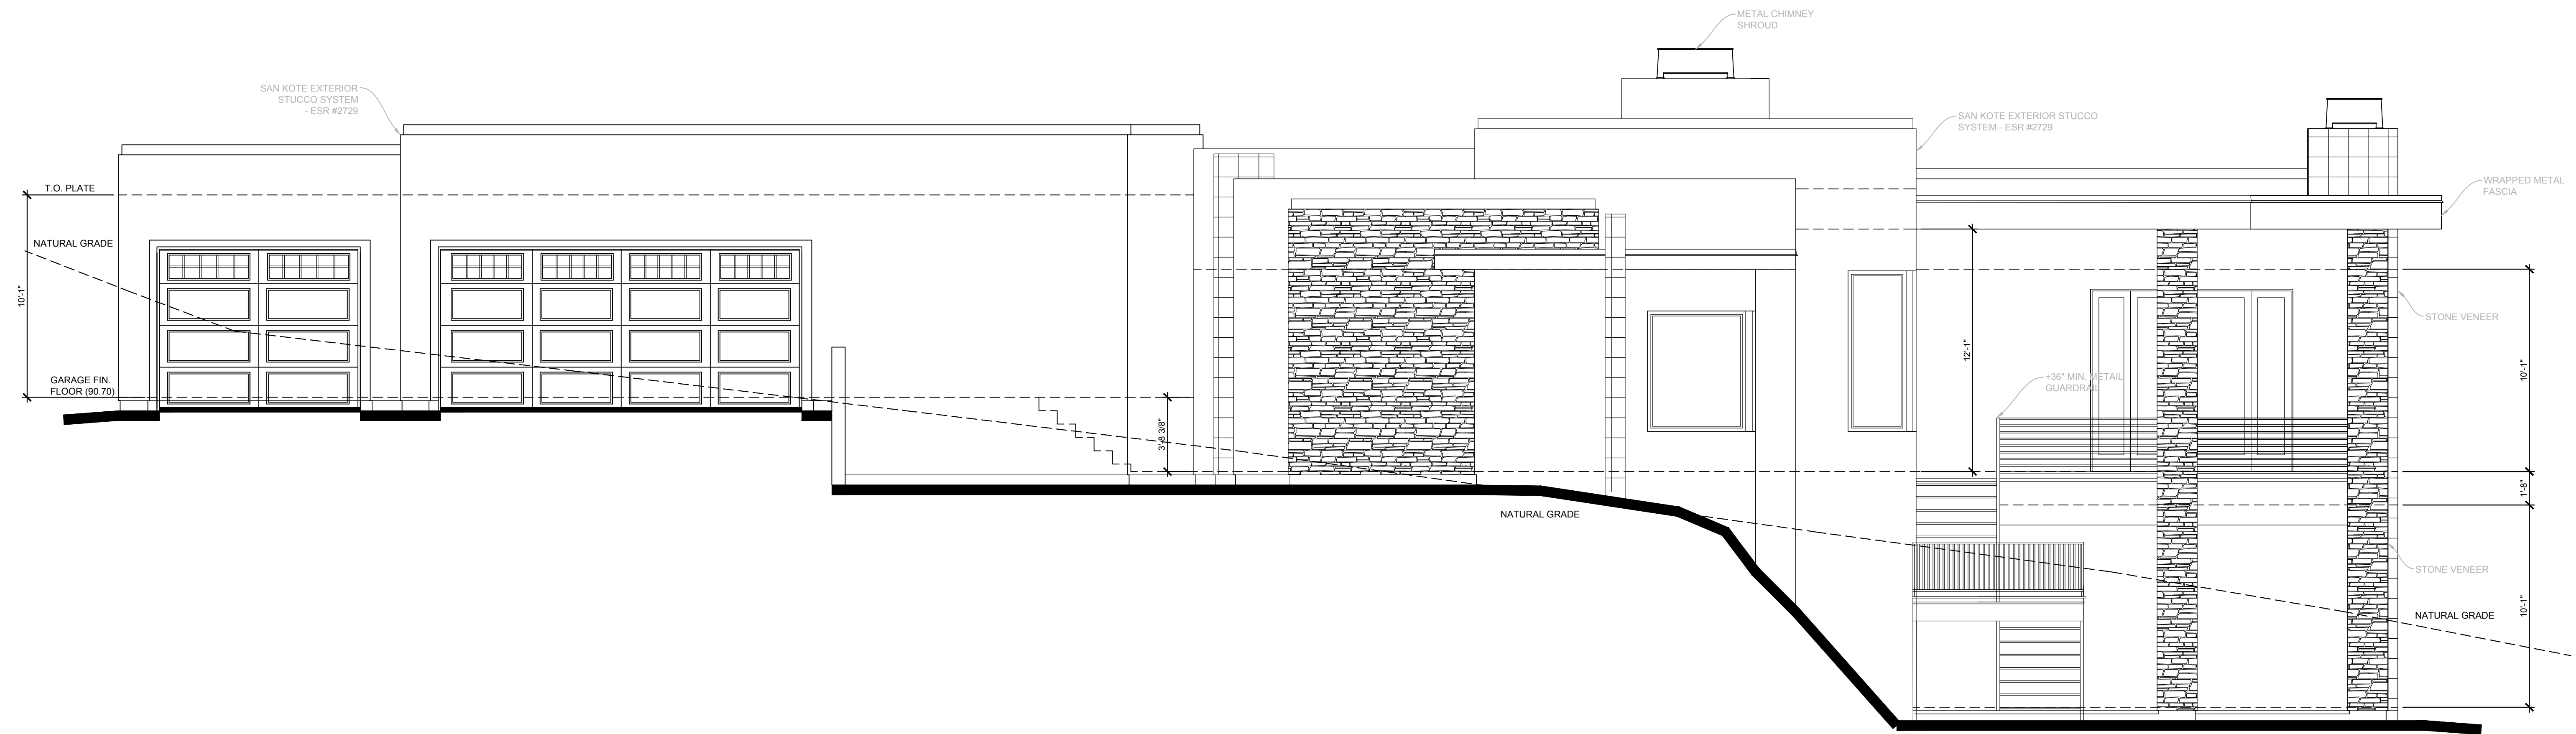 METAL CHIMNEY
SHROUD
SAN KOTE EXTERIOR
STUCCO SYSTEM
- ESR #2729
SAN KOTE EXTERIOR STUCCO
SYSTEM - ESR #2729
T.O. PLATE
WRAPPED METAL
FASCIA
NATURAL GRADE
10'-1"
STONE VENEER
12'-1"
10'-1"
GARAGE FIN.
FLOOR (90.70)
+36" MIN. METAIL
GUARDRAIL
3'-8 3/8"
1'-8"
NATURAL GRADE
STONE VENEER
10'-1"
NATURAL GRADE